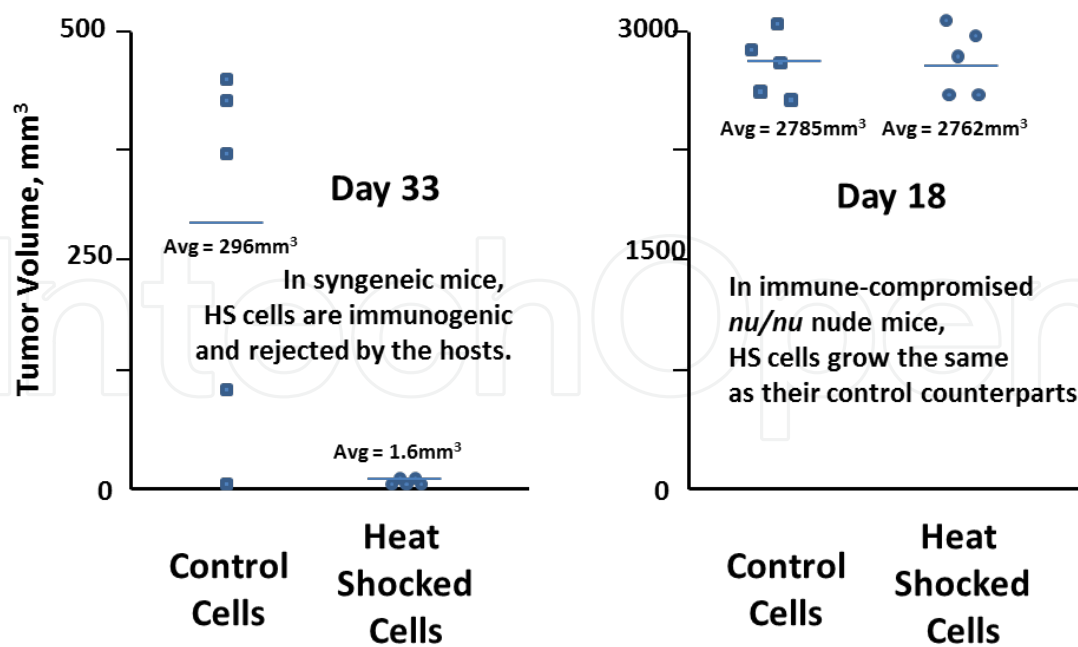 Tumor Volume, mm³
500
250
0
Avg = 296mm³
Day 33
In syngeneic mice,
HS cells are immunogenic
and rejected by the hosts.
Avg = 1.6mm³
Control
Cells
Heat
Shocked
Cells
3000
1500
0
Avg = 2785mm³ Avg = 2762mm³
Day 18
In immune-compromised
nu/nu nude mice,
HS cells grow the same
as their control counterparts
Control
Cells
Heat
Shocked
Cells
IntechOpen